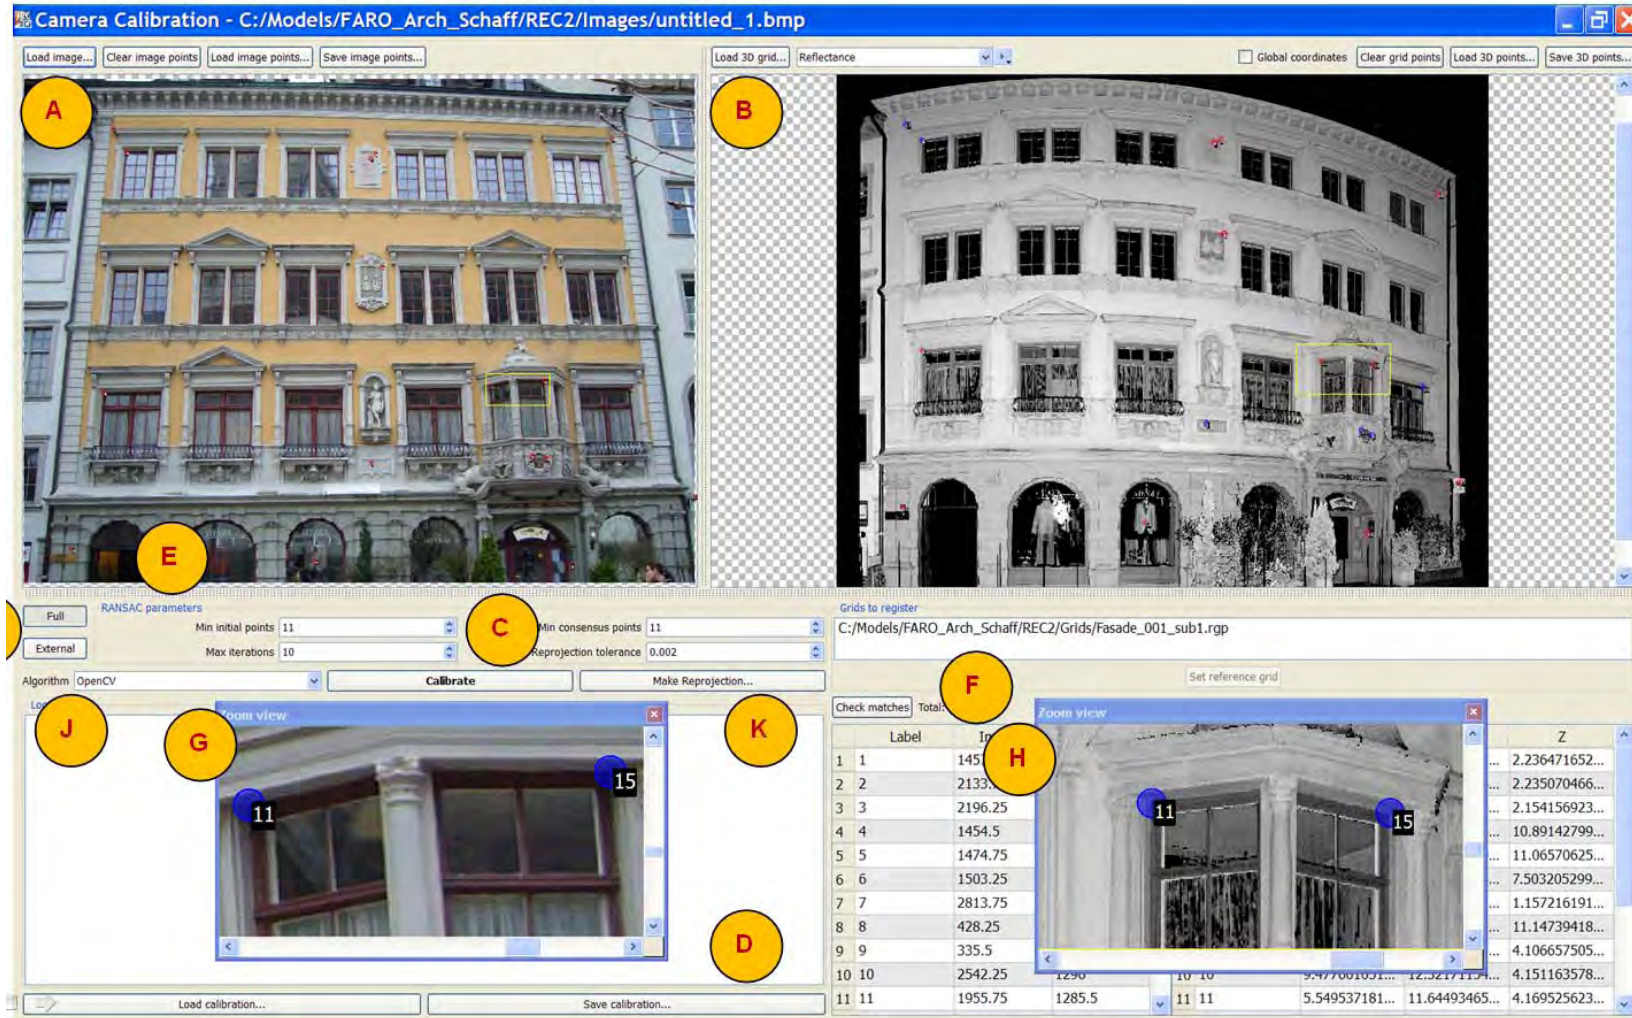 Camera Calibration - C:/Models/FARO_Arch_Schaff/REC2/Images/untitled_1.bmp
Load image... Clear image points Load image points... Save image points... Load 3D grid... Reflectance Global coordinates Clear grid points Load 3D points... Save 3D points...
A B
E
Full RANSAC parameters Grids to register
Min initial points 11 C Min consensus points 11 C:/Models/FARO_Arch_Schaff/REC2/Grids/Fasade_001_sub1.rgp
External Max iterations 10 Reprojection tolerance 0.002
Algorithm OpenCV Calibrate Make Reprojection... F Set reference grid
J G Zoom view K Check matches Total: H Zoom view
Label Z
1 1 2.236471652...
2 2 2133. 2.235070466...
3 3 2196.25 2.154156923...
4 4 1454.5 10.89142799...
5 5 1474.75 11.06570625...
6 6 1503.25 7.503205299...
7 7 2813.75 1.157216191...
8 8 428.25 11.14739418...
9 9 335.5 4.106657505...
10 10 2542.25 1296 10 10 4.151163578...
11 11 1955.75 1285.5 11 11 5.549537181... 11.64493465... 4.169525623...
11 15
11 15
D
Load calibration... Save calibration...